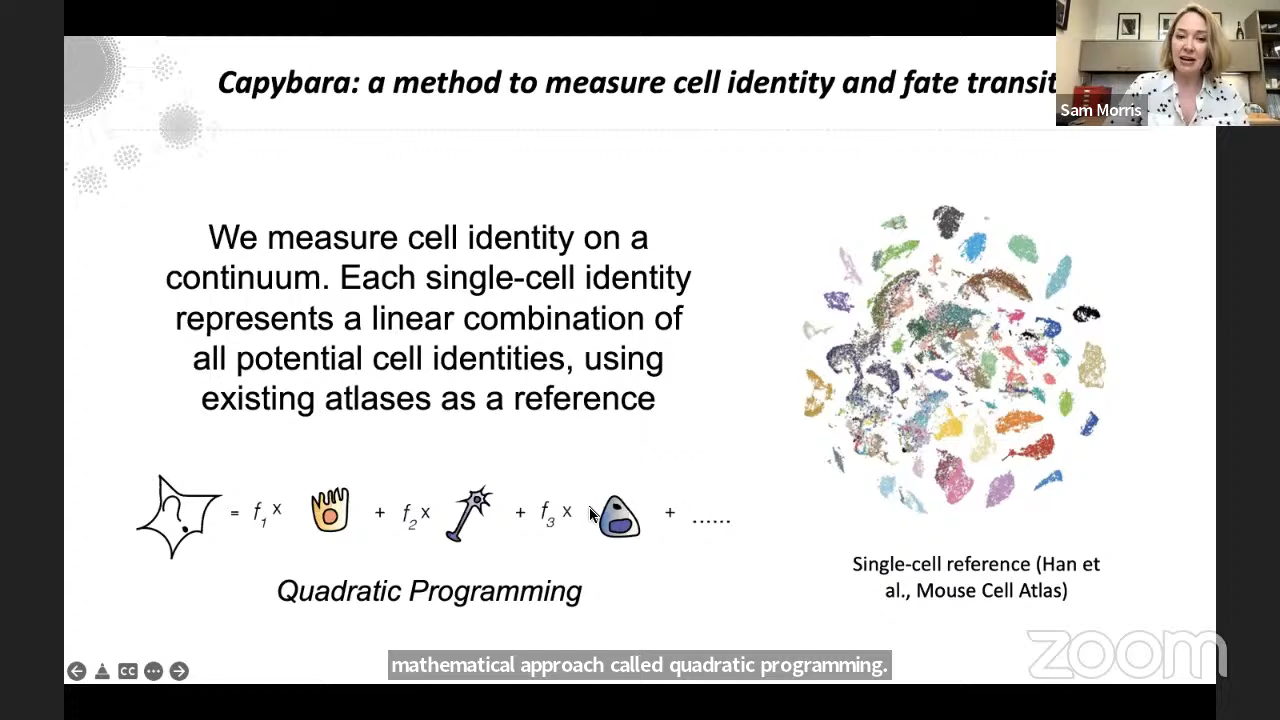 Capybara: a method to measure cell identity and fate transit
Sam Morris
We measure cell identity on a
continuum. Each single-cell identity
represents a linear combination of
all potential cell identities, using
existing atlases as a reference
? = f1 x + f2 x + f3 x + ......
Quadratic Programming
Single-cell reference (Han et
al., Mouse Cell Atlas)
mathematical approach called quadratic programming.
CC
zoom